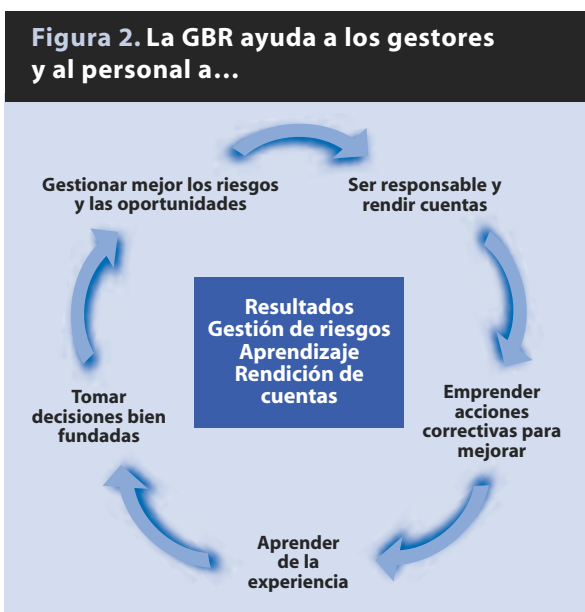 Figura 2. La GBR ayuda a los gestores
y al personal a...
Gestionar mejor los riesgos
y las oportunidades
Ser responsable y
rendir cuentas
Resultados
Gestión de riesgos
Aprendizaje
Rendición de
cuentas
Tomar
decisiones bien
fundadas
Emprender
acciones
correctivas para
mejorar
Aprender
de la
experiencia